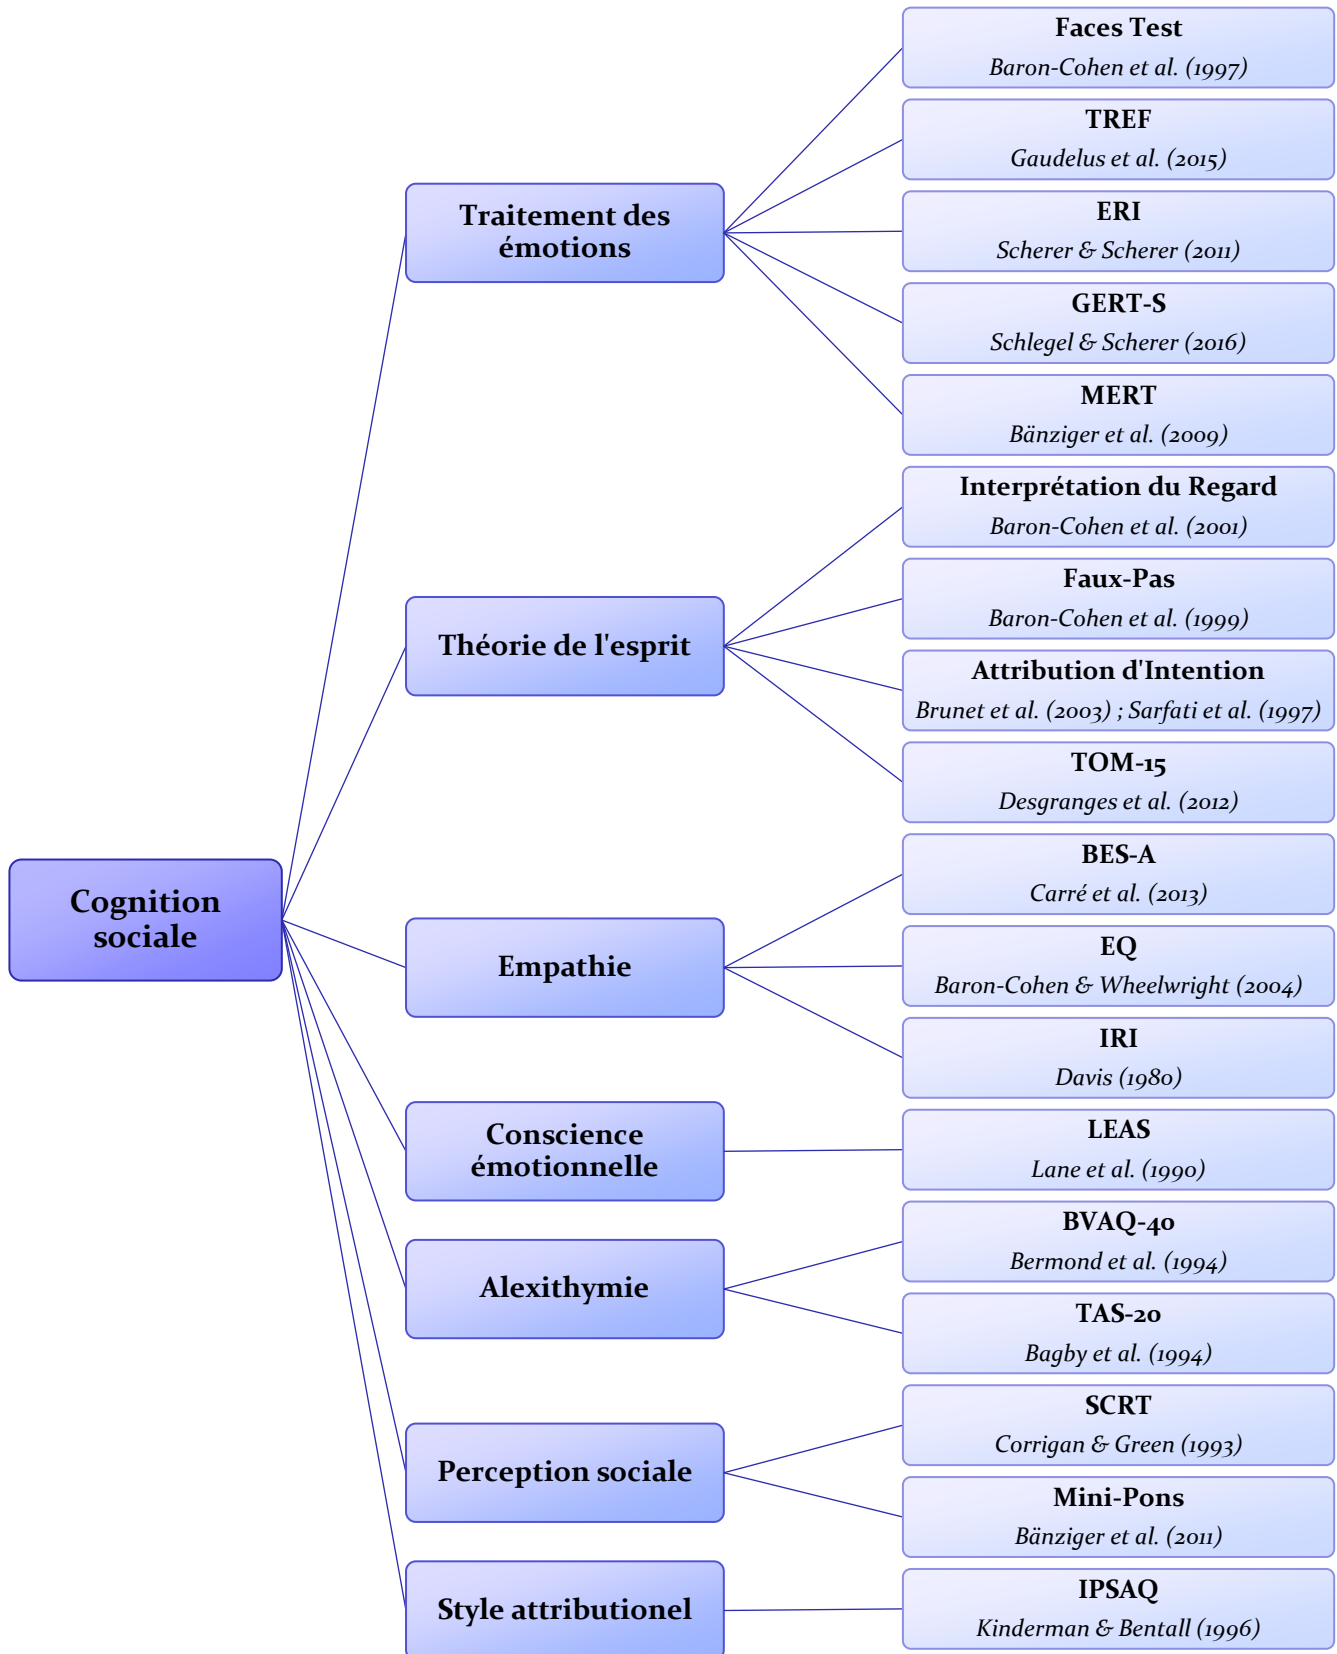 Cognition
sociale
Traitement des
émotions
Faces Test
Baron-Cohen et al. (1997)
TREF
Gaudelus et al. (2015)
ERI
Scherer & Scherer (2011)
GERT-S
Schlegel & Scherer (2016)
MERT
Bänziger et al. (2009)
Théorie de l'esprit
Interprétation du Regard
Baron-Cohen et al. (2001)
Faux-Pas
Baron-Cohen et al. (1999)
Attribution d'Intention
Brunet et al. (2003) ; Sarfati et al. (1997)
TOM-15
Desgranges et al. (2012)
Empathie
BES-A
Carré et al. (2013)
EQ
Baron-Cohen & Wheelwright (2004)
IRI
Davis (1980)
Conscience
émotionnelle
LEAS
Lane et al. (1990)
Alexithymie
BVAQ-40
Bermond et al. (1994)
TAS-20
Bagby et al. (1994)
Perception sociale
SCRT
Corrigan & Green (1993)
Mini-Pons
Bänziger et al. (2011)
Style attributionel
IPSAQ
Kinderman & Bentall (1996)